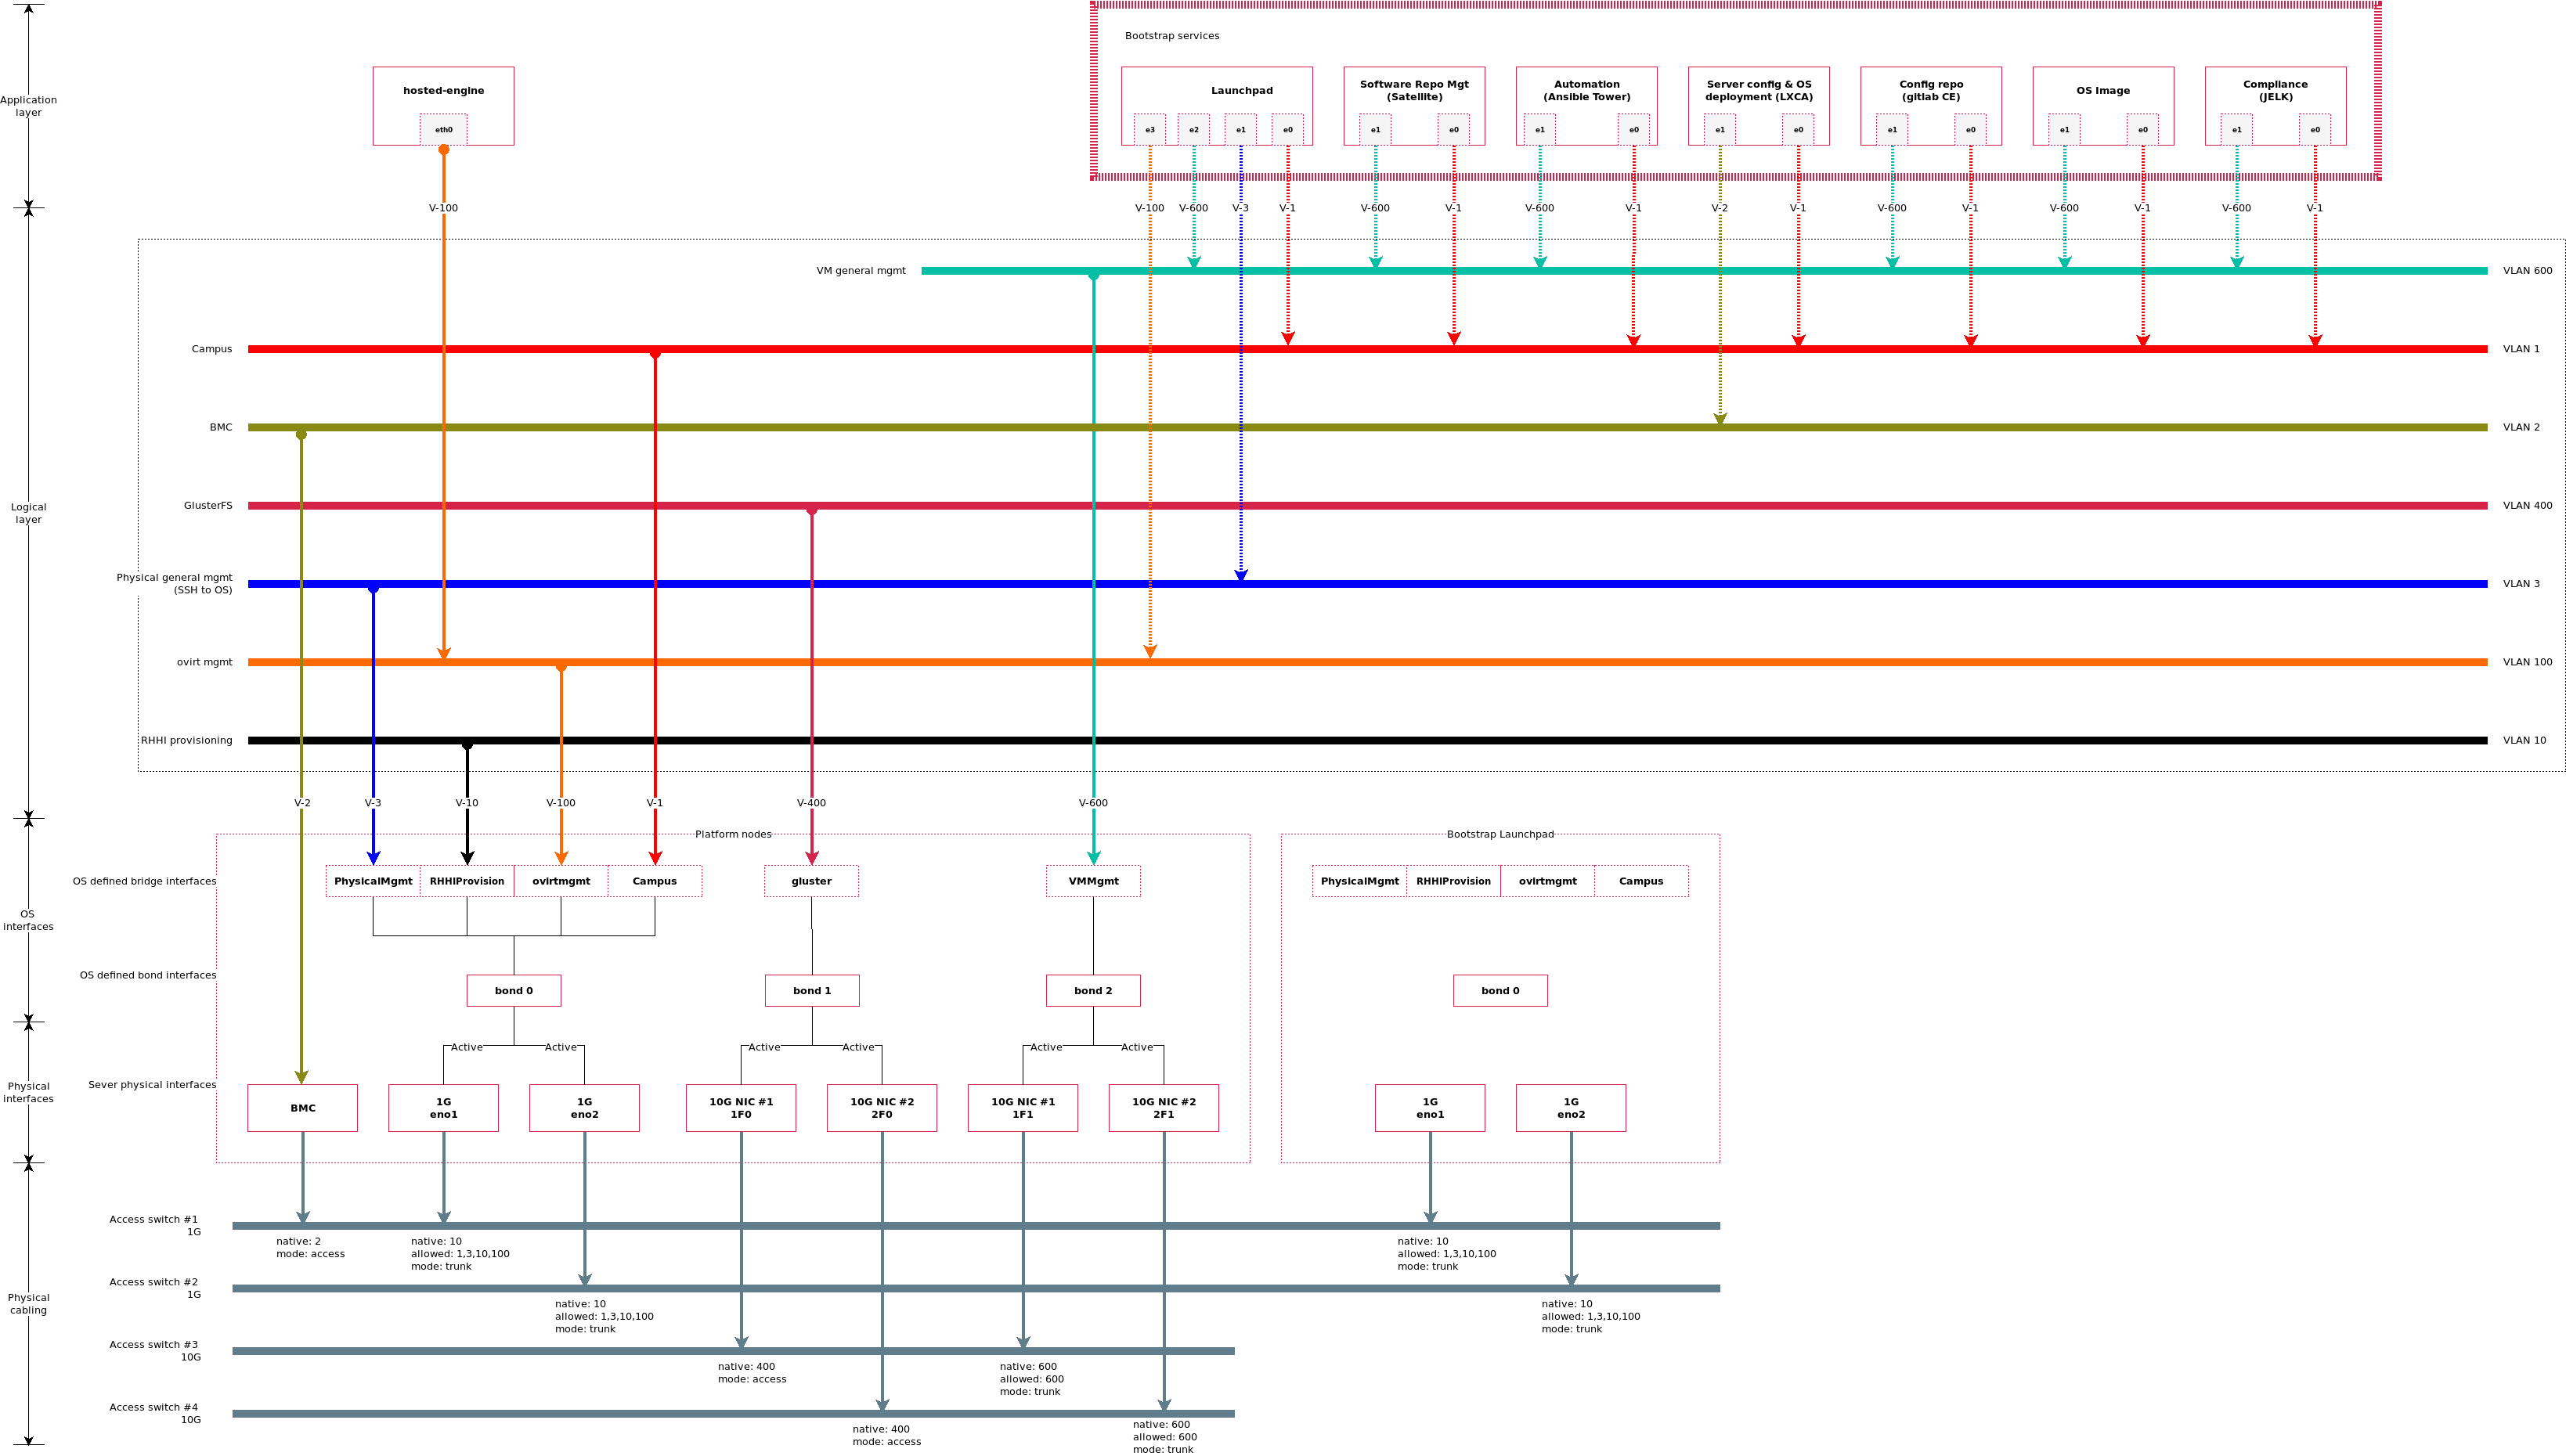 Bootstrap services
hosted-engine
eth0
Launchpad
e3
e2
e1
e0
Software Repo Mgt
(Satellite)
e1
e0
Automation
(Ansible Tower)
e1
e0
Server config & OS
deployment (LXCA)
e1
e0
Config repo
(gitlab CE)
e1
e0
OS Image
e1
e0
Compliance
(JELK)
e1
e0
Application
layer
V-100
V-100
V-600
V-3
V-1
V-600
V-1
V-600
V-1
V-2
V-1
V-600
V-1
V-600
V-1
V-600
V-1
VM general mgmt
VLAN 600
Campus
VLAN 1
BMC
VLAN 2
Logical
layer
GlusterFS
VLAN 400
Physical general mgmt
(SSH to OS)
VLAN 3
ovirt mgmt
VLAN 100
RHHI provisioning
VLAN 10
V-2
V-3
V-10
V-100
V-1
V-400
V-600
Platform nodes
Bootstrap Launchpad
OS defined bridge interfaces
PhysicalMgmt
RHHIProvision
ovirtmgmt
Campus
gluster
VMMgmt
PhysicalMgmt
RHHIProvision
ovirtmgmt
Campus
OS
interfaces
OS defined bond interfaces
bond 0
bond 1
bond 2
bond 0
Active
Active
Active
Active
Active
Active
Physical
interfaces
Sever physical interfaces
BMC
1G
eno1
1G
eno2
10G NIC #1
1F0
10G NIC #2
2F0
10G NIC #1
1F1
10G NIC #2
2F1
1G
eno1
1G
eno2
Access switch #1
1G
native: 2
mode: access
native: 10
allowed: 1,3,10,100
mode: trunk
native: 10
allowed: 1,3,10,100
mode: trunk
Physical
cabling
Access switch #2
1G
native: 10
allowed: 1,3,10,100
mode: trunk
native: 10
allowed: 1,3,10,100
mode: trunk
Access switch #3
10G
native: 400
mode: access
native: 600
allowed: 600
mode: trunk
Access switch #4
10G
native: 400
mode: access
native: 600
allowed: 600
mode: trunk